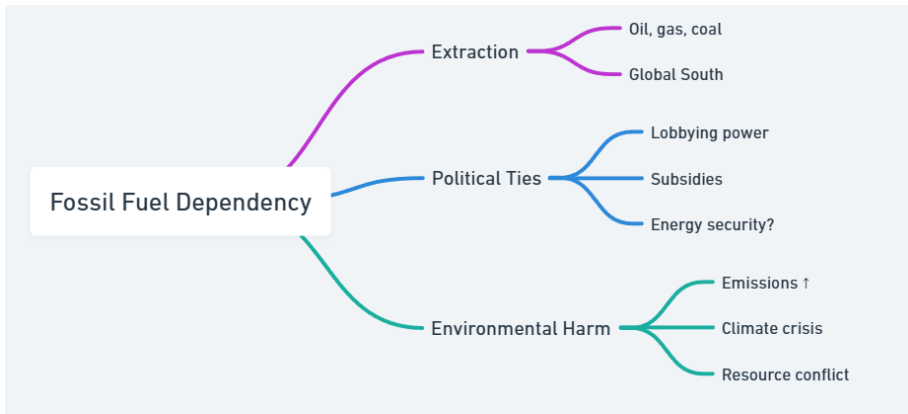 Fossil Fuel Dependency
Extraction
Oil, gas, coal
Global South
Political Ties
Lobbying power
Subsidies
Energy security?
Environmental Harm
Emissions ↑
Climate crisis
Resource conflict